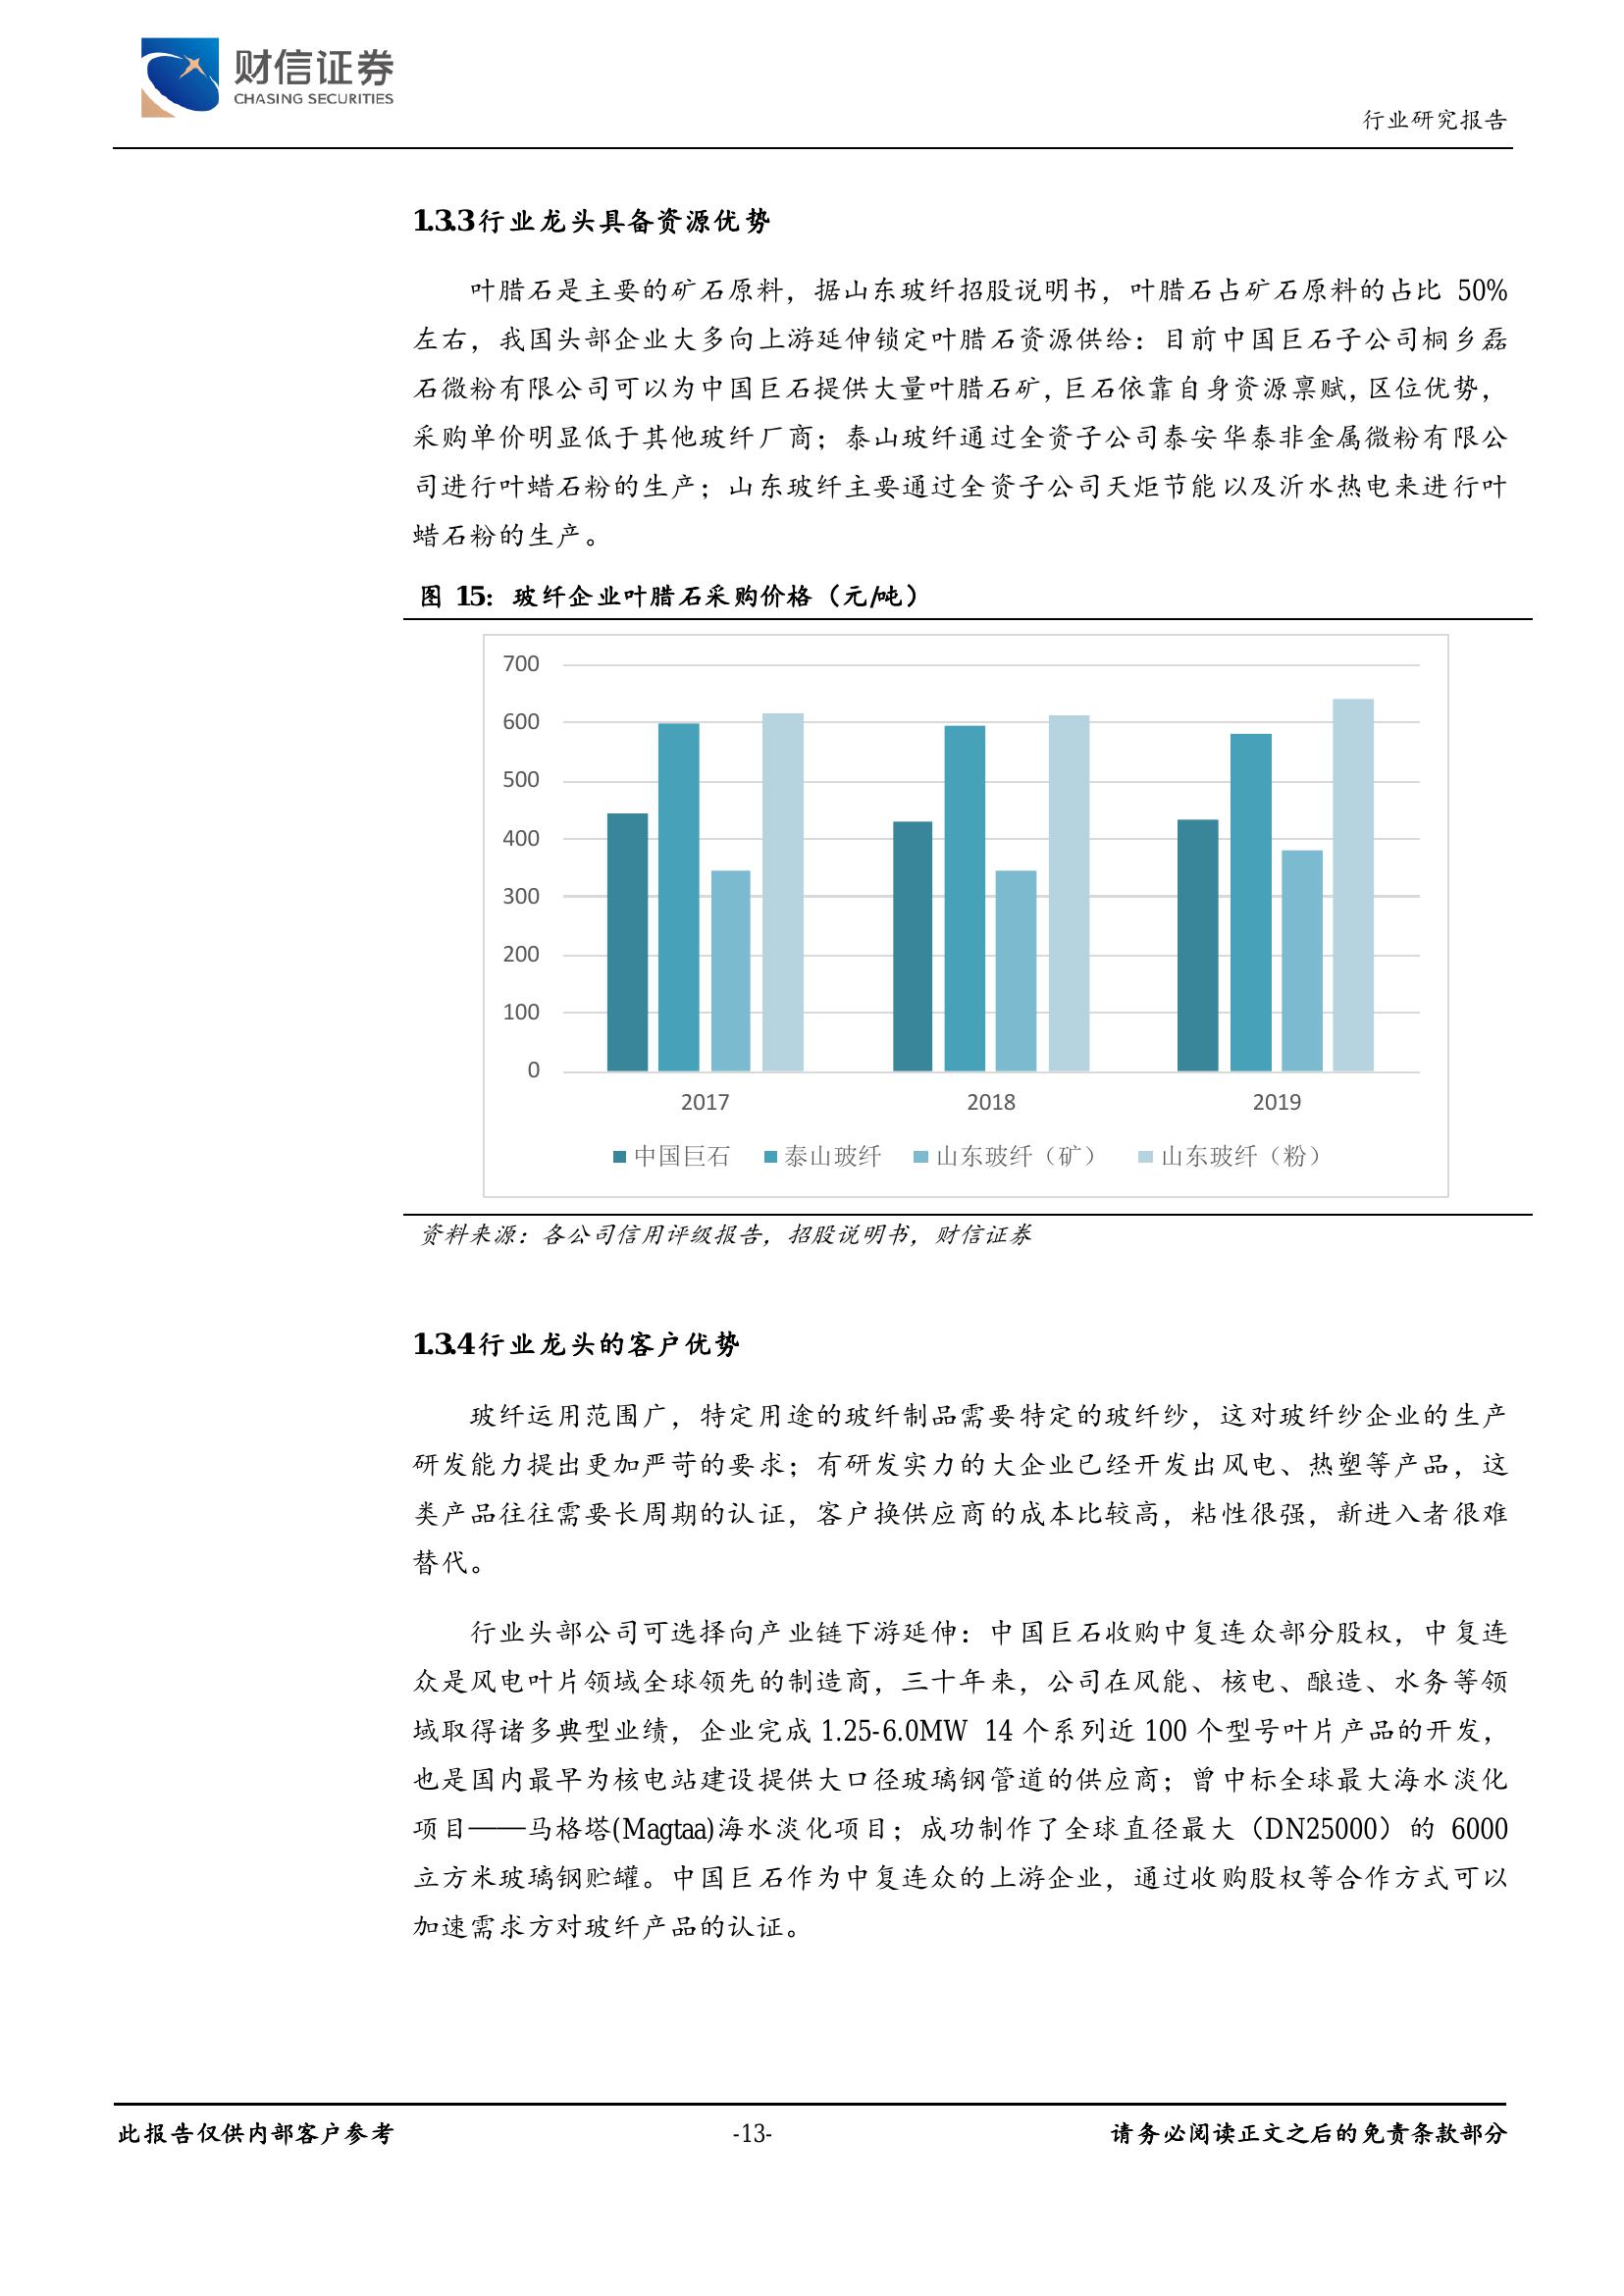 财信证券
CHASING SECURITIES
行业研究报告
1.3.3行业龙头具备资源优势
叶腊石是主要的矿石原料，据山东玻纤招股说明书，叶腊石占矿石原料的占比 50%
左右，我国头部企业大多向上游延伸锁定叶腊石资源供给：目前中国巨石子公司桐乡磊
石微粉有限公司可以为中国巨石提供大量叶腊石矿，巨石依靠自身资源禀赋，区位优势，
采购单价明显低于其他玻纤厂商；泰山玻纤通过全资子公司泰安华泰非金属微粉有限公
司进行叶蜡石粉的生产；山东玻纤主要通过全资子公司天炬节能以及沂水热电来进行叶
蜡石粉的生产。
图 15：玻纤企业叶腊石采购价格（元/吨）
700
600
500
400
300
200
100
0
2017 2018 2019
中国巨石 泰山玻纤 山东玻纤（矿） 山东玻纤（粉）
资料来源：各公司信用评级报告，招股说明书，财信证券
1.3.4行业龙头的客户优势
玻纤运用范围广，特定用途的玻纤制品需要特定的玻纤纱，这对玻纤纱企业的生产
研发能力提出更加严苛的要求；有研发实力的大企业已经开发出风电、热塑等产品，这
类产品往往需要长周期的认证，客户换供应商的成本比较高，粘性很强，新进入者很难
替代。
行业头部公司可选择向产业链下游延伸：中国巨石收购中复连众部分股权，中复连
众是风电叶片领域全球领先的制造商，三十年来，公司在风能、核电、酿造、水务等领
域取得诸多典型业绩，企业完成 1.25-6.0MW 14 个系列近 100 个型号叶片产品的开发，
也是国内最早为核电站建设提供大口径玻璃钢管道的供应商；曾中标全球最大海水淡化
项目——马格塔(Magtaa)海水淡化项目；成功制作了全球直径最大（DN25000）的 6000
立方米玻璃钢贮罐。中国巨石作为中复连众的上游企业，通过收购股权等合作方式可以
加速需求方对玻纤产品的认证。
此报告仅供内部客户参考 -13- 请务必阅读正文之后的免责条款部分